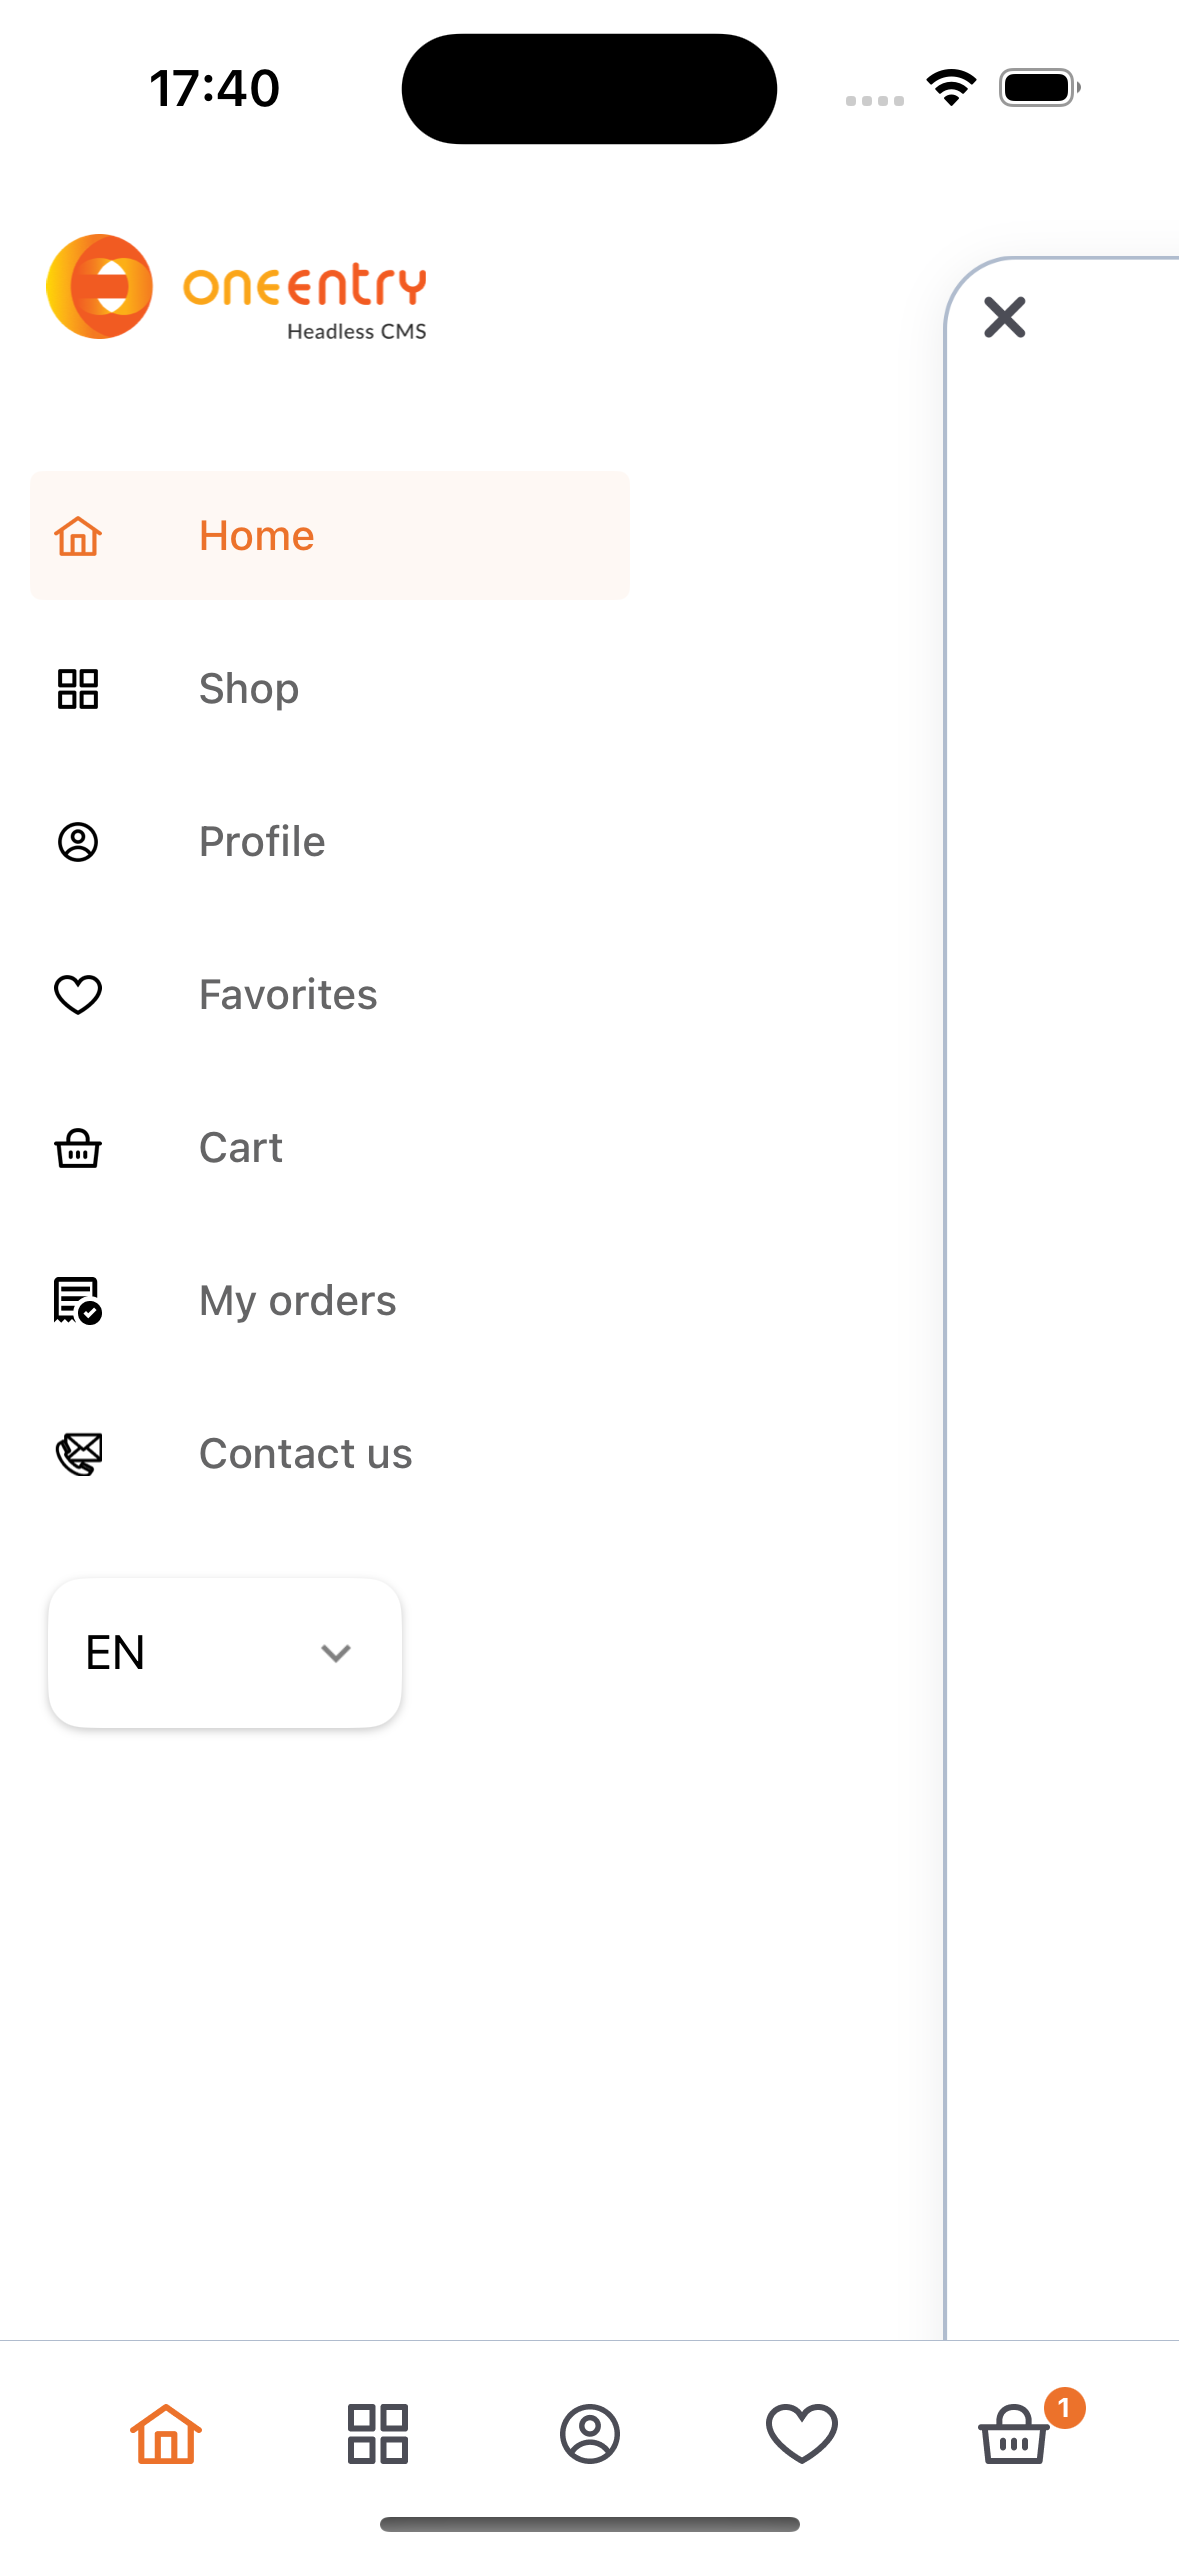 17:40
oneentry
Headless CMS
Home
Shop
Profile
Favorites
Cart
My orders
Contact us
EN
1